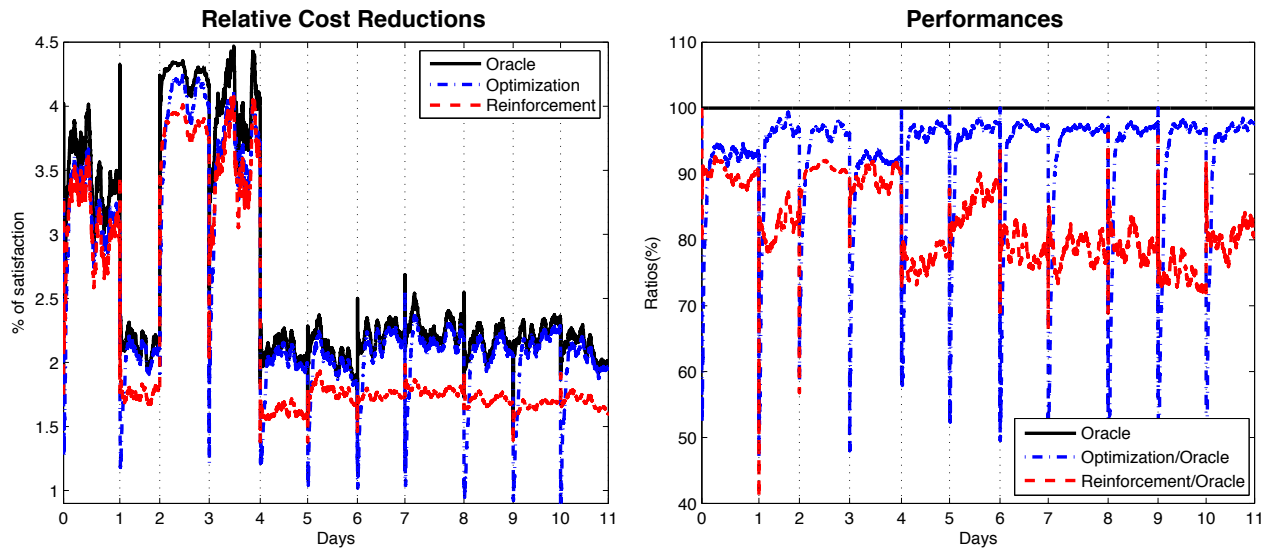 Relative Cost Reductions
4.5
4
3.5
3
2.5
2
1.5
1
% of satisfaction
Oracle
Optimization
Reinforcement
0 1 2 3 4 5 6 7 8 9 10 11
Days
Performances
110
100
90
80
70
60
50
40
Ratios(%)
Oracle
Optimization/Oracle
Reinforcement/Oracle
0 1 2 3 4 5 6 7 8 9 10 11
Days